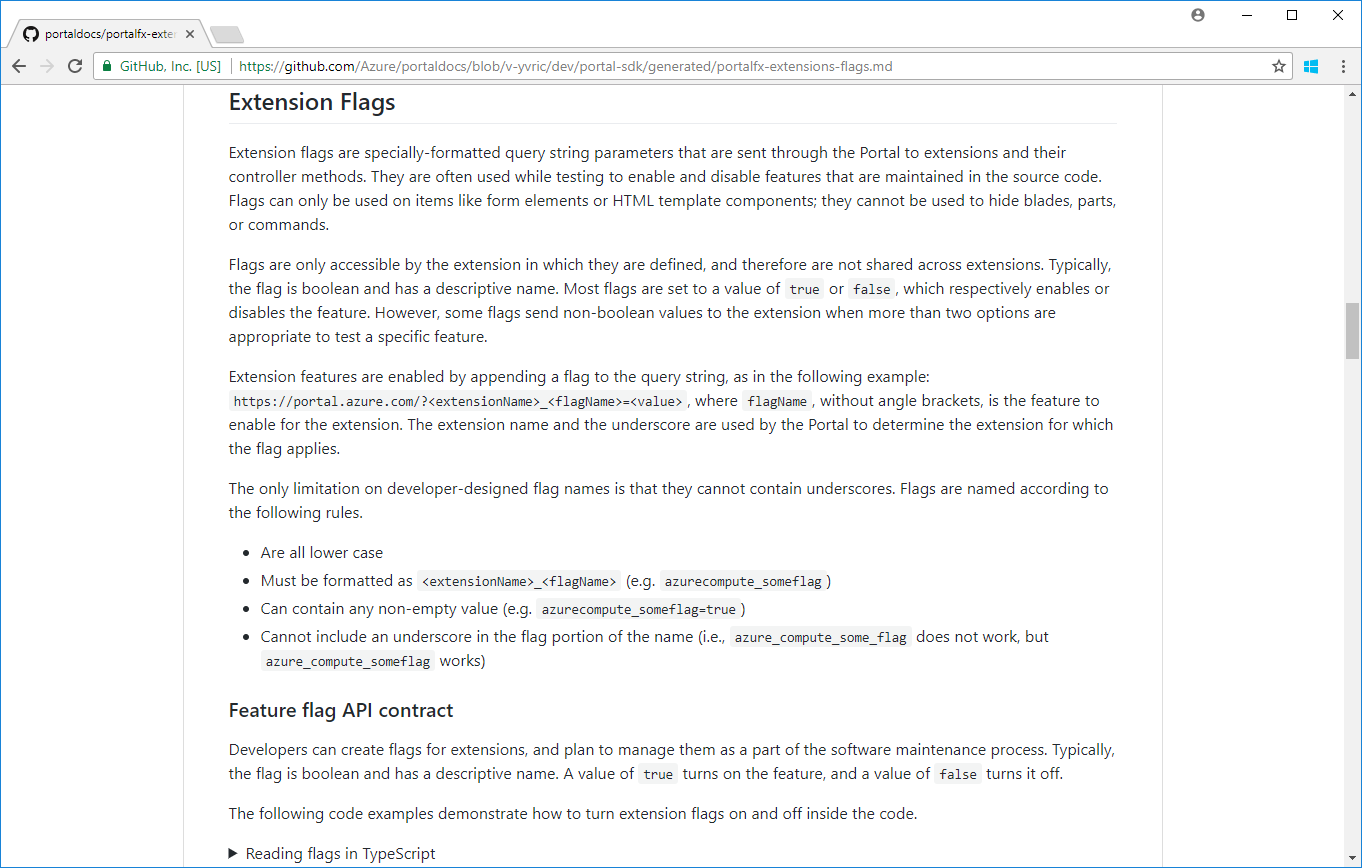 portaldocs/portalfx-exter
GitHub, Inc. [US] https://github.com/Azure/portaldocs/blob/v-yvric/dev/portal-sdk/generated/portalfx-extensions-flags.md
Extension Flags
Extension flags are specially-formatted query string parameters that are sent through the Portal to extensions and their
controller methods. They are often used while testing to enable and disable features that are maintained in the source code.
Flags can only be used on items like form elements or HTML template components; they cannot be used to hide blades, parts,
or commands.
Flags are only accessible by the extension in which they are defined, and therefore are not shared across extensions. Typically,
the flag is boolean and has a descriptive name. Most flags are set to a value of true or false, which respectively enables or
disables the feature. However, some flags send non-boolean values to the extension when more than two options are
appropriate to test a specific feature.
Extension features are enabled by appending a flag to the query string, as in the following example:
https://portal.azure.com/?<extensionName>_<flagName>=<value>, where flagName, without angle brackets, is the feature to
enable for the extension. The extension name and the underscore are used by the Portal to determine the extension for which
the flag applies.
The only limitation on developer-designed flag names is that they cannot contain underscores. Flags are named according to
the following rules.
• Are all lower case
• Must be formatted as <extensionName>_<flagName> (e.g. azurecompute_someflag)
• Can contain any non-empty value (e.g. azurecompute_someflag=true)
• Cannot include an underscore in the flag portion of the name (i.e., azure_compute_some_flag does not work, but
azure_compute_someflag works)
Feature flag API contract
Developers can create flags for extensions, and plan to manage them as a part of the software maintenance process. Typically,
the flag is boolean and has a descriptive name. A value of true turns on the feature, and a value of false turns it off.
The following code examples demonstrate how to turn extension flags on and off inside the code.
Reading flags in TypeScript